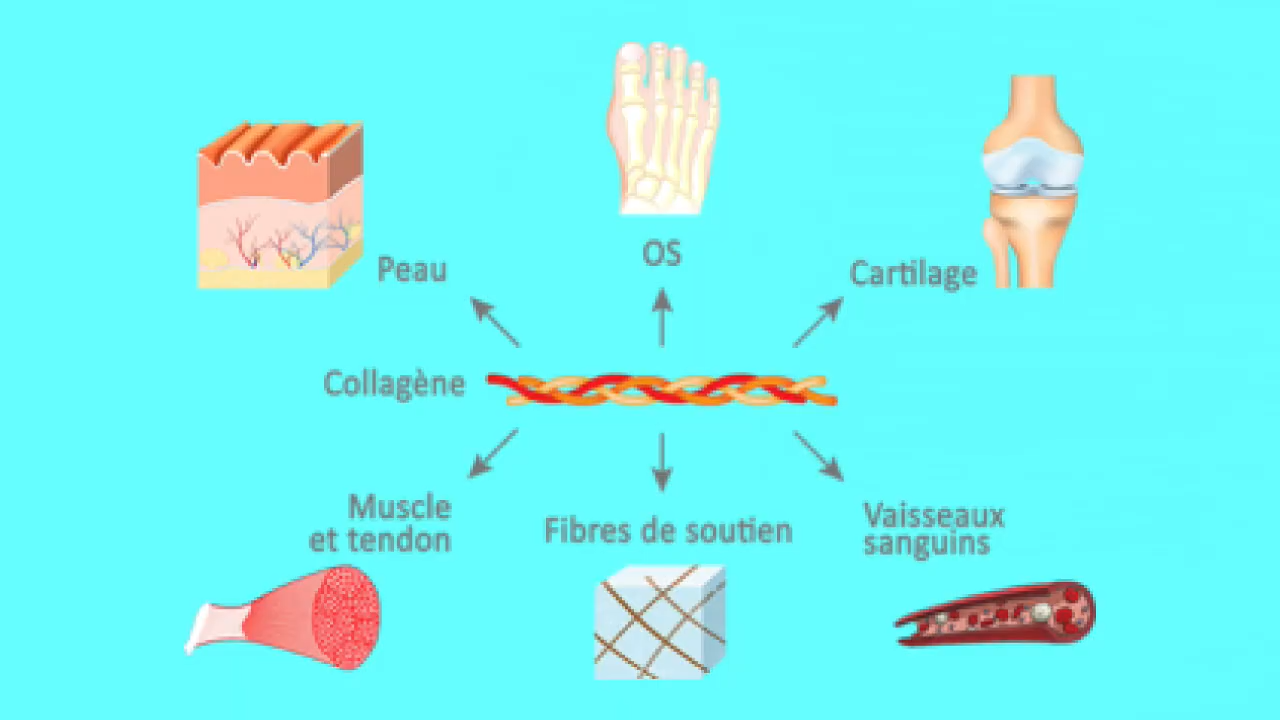 OS
Peau
Cartilage
Collagène
Muscle
et tendon
Fibres de soutien
Vaisseaux
sanguins